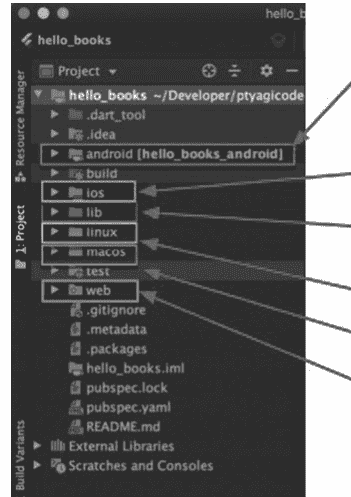 hello_bo
hello_books
Project
hello_books ~/Developer/ptyagicode
.dart_tool
.idea
android [hello_books_android]
build
ios
lib
linux
macos
test
web
.gitignore
.metadata
.packages
hello_books.iml
pubspec.lock
pubspec.yaml
README.md
External Libraries
Scratches and Consoles
Resource Manager
1: Project
Build Variants